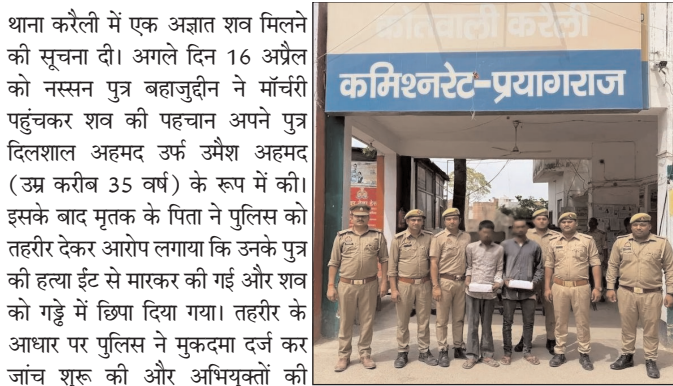 थाना करैली में एक अज्ञात शव मिलने
की सूचना दी। अगले दिन 16 अप्रैल
को नस्सन पुत्र बहाजुद्दीन ने मॉर्चरी
पहुंचकर शव की पहचान अपने पुत्र
दिलशाल अहमद उर्फ उमेश अहमद
(उम्र करीब 35 वर्ष) के रूप में की।
इसके बाद मृतक के पिता ने पुलिस को
तहरीर देकर आरोप लगाया कि उनके पुत्र
की हत्या ईंट से मारकर की गई और शव
को गड्ढे में छिपा दिया गया। तहरीर के
आधार पर पुलिस ने मुकदमा दर्ज कर
जांच शुरू की और अभियुक्तों की
कोतवाली करैली
कमिश्नरेट-प्रयागराज